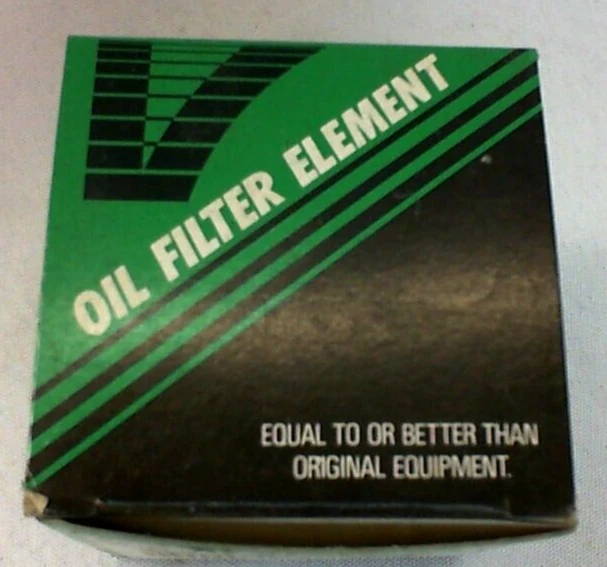 OIL FILTER ELEMENT
EQUAL TO OR BETTER THAN
ORIGINAL EQUIPMENT.